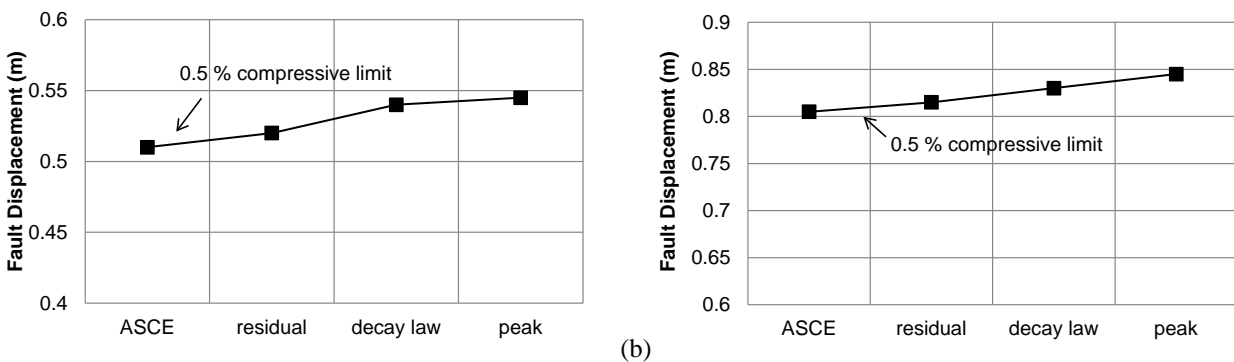 Fault Displacement (m)
0.6
0.55
0.5
0.45
0.4
0.5 % compressive limit
ASCE residual decay law peak
(b)
Fault Displacement (m)
0.9
0.85
0.8
0.75
0.7
0.65
0.6
0.5 % compressive limit
ASCE residual decay law peak